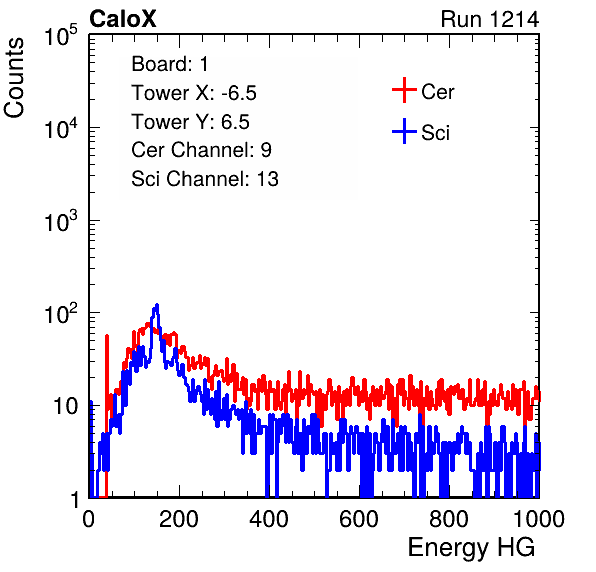 CaloX Run 1214
Counts
Board: 1
Tower X: -6.5
Tower Y: 6.5
Cer Channel: 9
Sci Channel: 13
Cer
Sci
10^5
10^4
10^3
10^2
10
1
0 200 400 600 800 1000
Energy HG